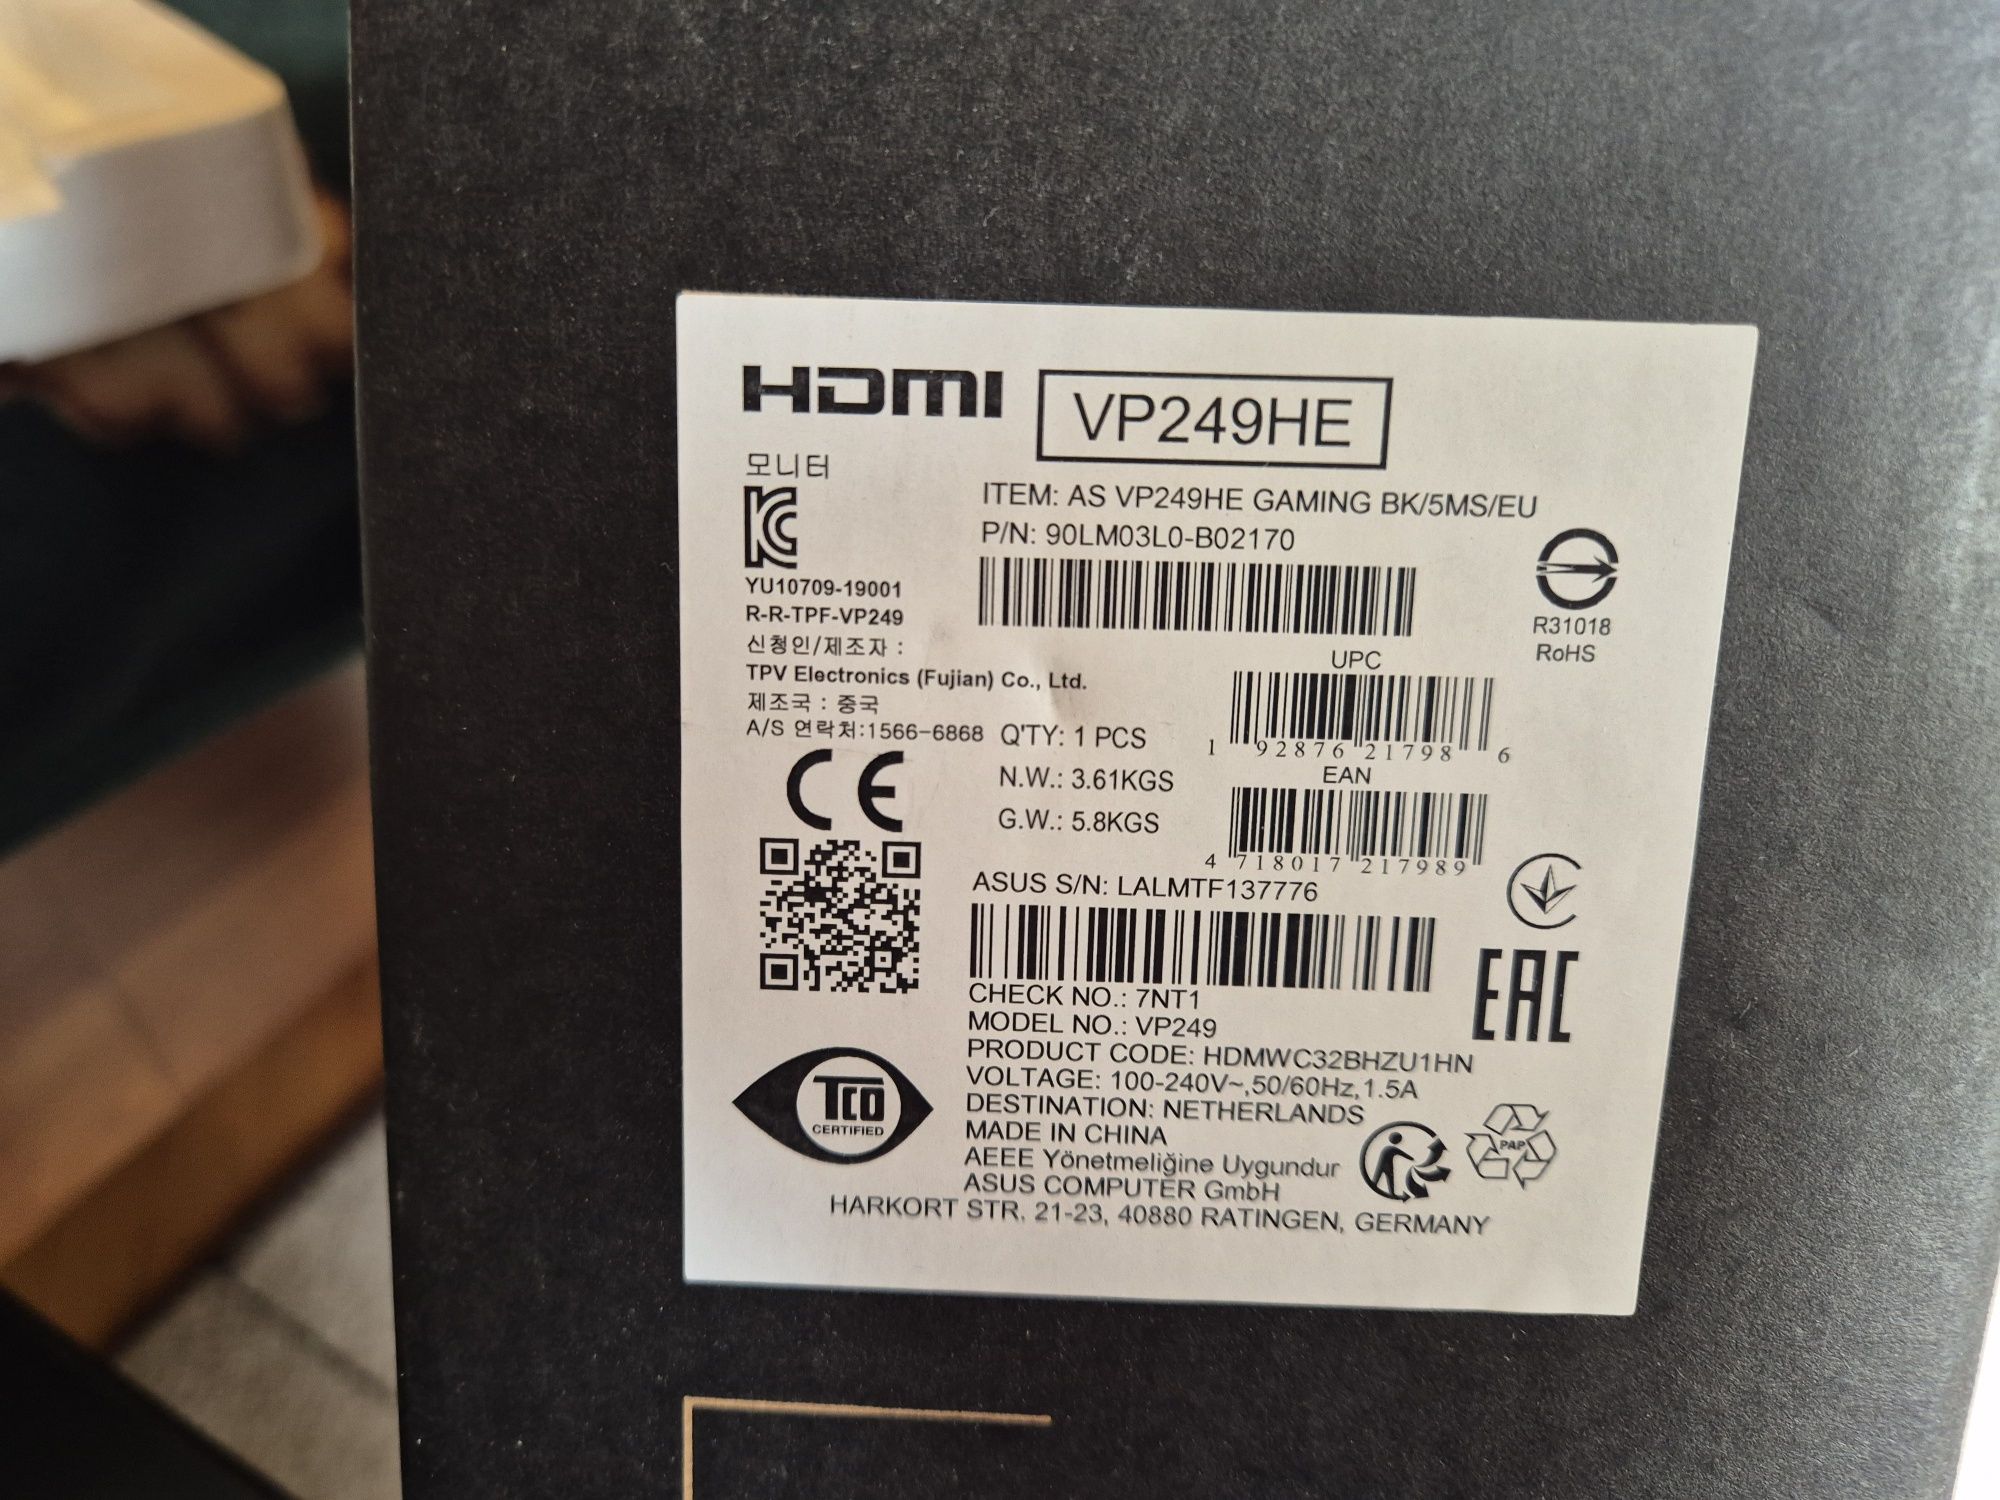 HDMI
VP249HE
모니터
ITEM: AS VP249HE GAMING BK/5MS/EU
P/N: 90LM03L0-B02170
YU10709-19001
R-R-TPF-VP249
신청인/제조자 :
TPV Electronics (Fujian) Co., Ltd.
제조국 : 중국
A/S 연락처:1566-6868
R31018
RoHS
UPC
1 92876 21798 6
Q'TY: 1 PCS
N.W.: 3.61KGS
G.W.: 5.8KGS
EAN
4 718017 217989
CE
ASUS S/N: LALMTF137776
CHECK NO.: 7NT1
MODEL NO.: VP249
PRODUCT CODE: HDMWC32BHZU1HN
VOLTAGE: 100-240V~,50/60Hz,1.5A
DESTINATION: NETHERLANDS
MADE IN CHINA
AEEE Yönetmeliğine Uygundur
ASUS COMPUTER GmbH
HARKORT STR. 21-23, 40880 RATINGEN, GERMANY
EAC
TCO
CERTIFIED
PAP